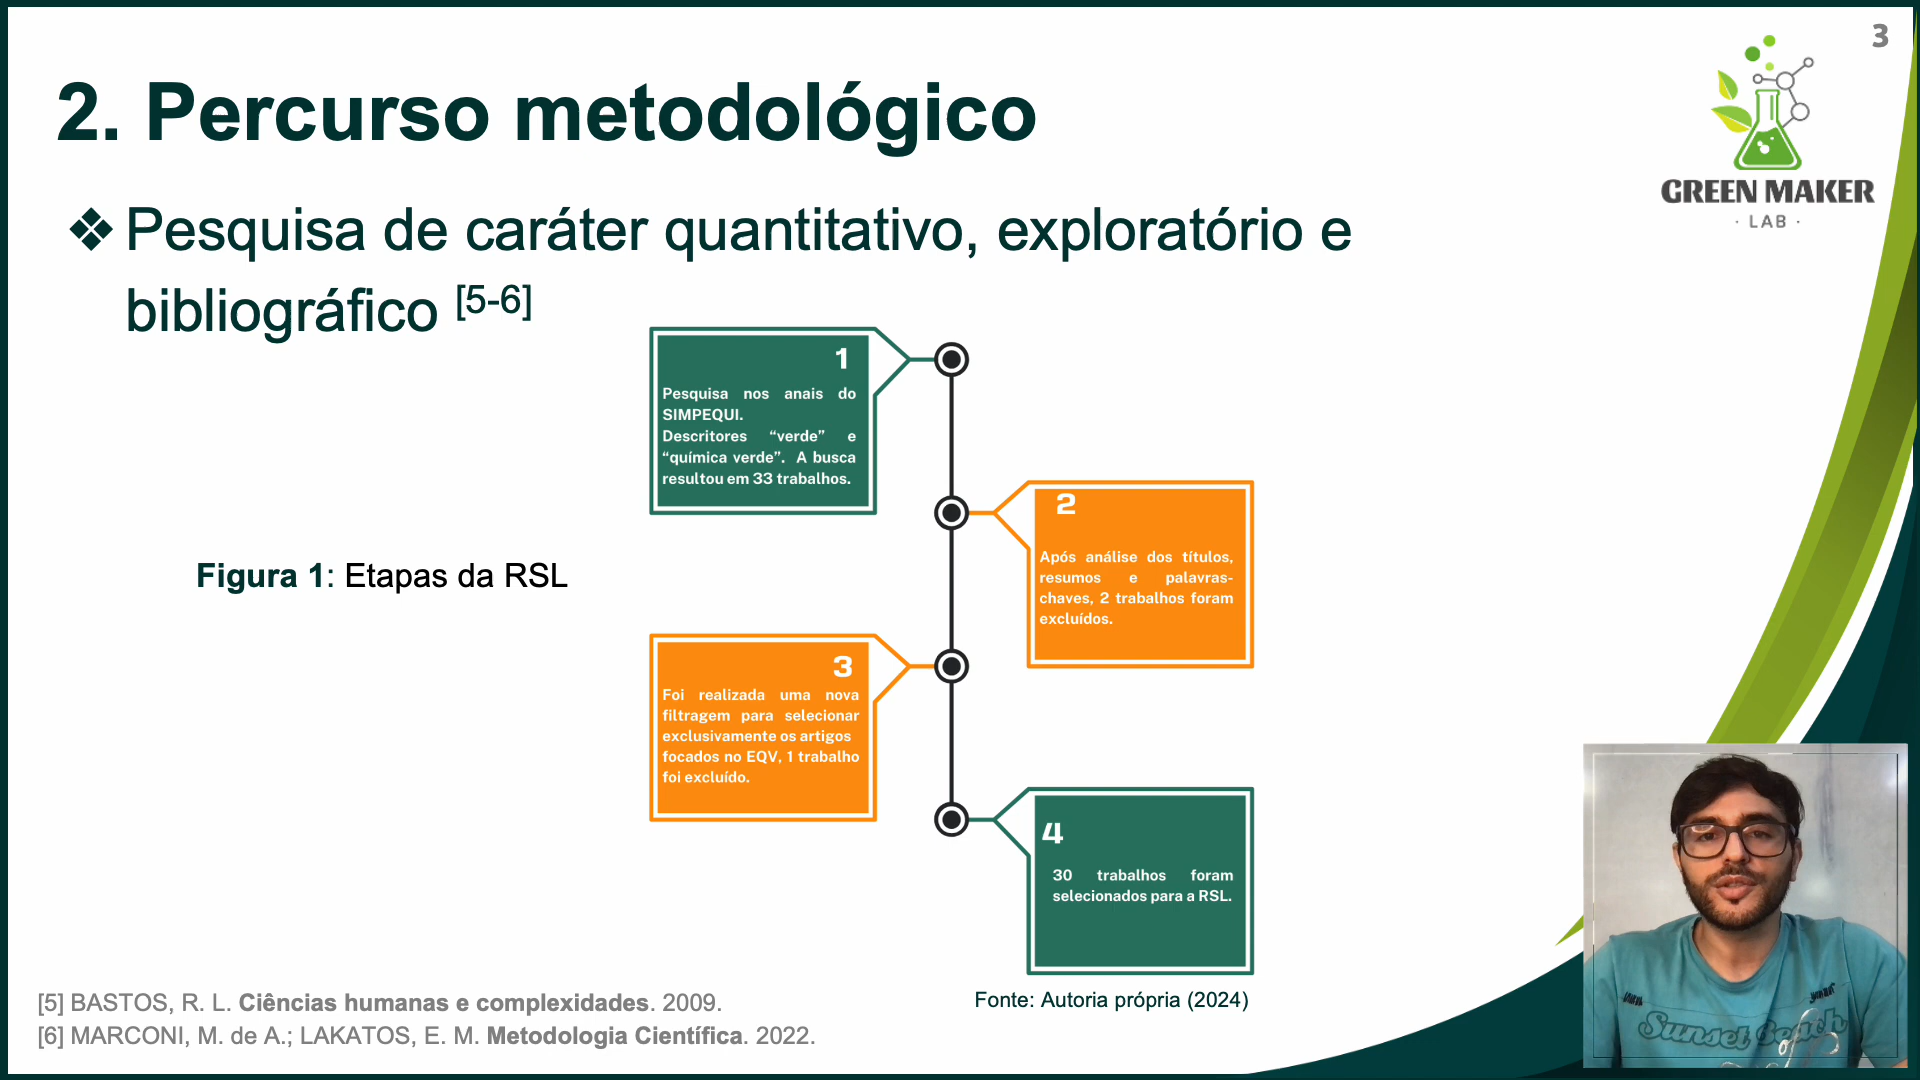 3
2. Percurso metodológico
GREEN MAKER
· LAB ·
❖ Pesquisa de caráter quantitativo, exploratório e
bibliográfico [5-6]
1
Pesquisa nos anais do
SIMPEQUI.
Descritores “verde” e
“química verde”. A busca
resultou em 33 trabalhos.
2
Após análise dos títulos,
resumos e palavras-
chaves, 2 trabalhos foram
excluídos.
Figura 1: Etapas da RSL
3
Foi realizada uma nova
filtragem para selecionar
exclusivamente os artigos
focados no EQV, 1 trabalho
foi excluído.
4
30 trabalhos foram
selecionados para a RSL.
Fonte: Autoria própria (2024)
[5] BASTOS, R. L. Ciências humanas e complexidades. 2009.
[6] MARCONI, M. de A.; LAKATOS, E. M. Metodologia Científica. 2022.
Sunset Beach